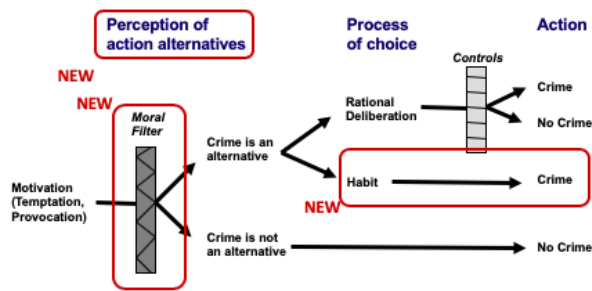 Perception of
action alternatives
Process
of choice
Action
NEW
NEW
Controls
Moral
Filter
Crime
Rational
Deliberation
No Crime
Crime is an
alternative
Motivation
(Temptation,
Provocation)
Habit
Crime
NEW
Crime is not
an alternative
No Crime